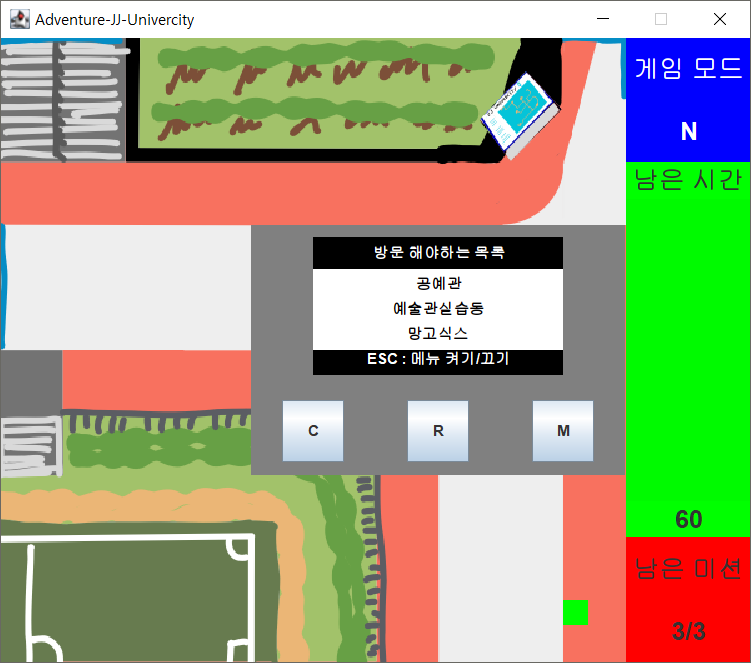 Adventure-JJ-Univercity
게임 모드
N
남은 시간
방문 해야하는 목록
공예관
예술관실습동
망고식스
ESC : 메뉴 켜기/끄기
C R M
60
남은 미션
3/3